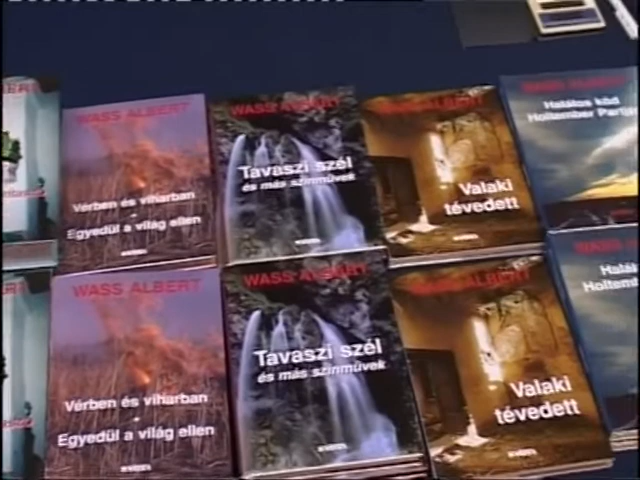 WASS ALBERT
Vérben és viharban
Egyedül a világ ellen
WASS ALBERT
Tavaszi szél
és más színművek
WASS ALBERT
Valaki
tévedett
WASS ALBERT
Halálos köd
Holtember Partján
WASS ALBERT
Vérben és viharban
Egyedül a világ ellen
WASS ALBERT
Tavaszi szél
és más színművek
WASS ALBERT
Valaki
tévedett